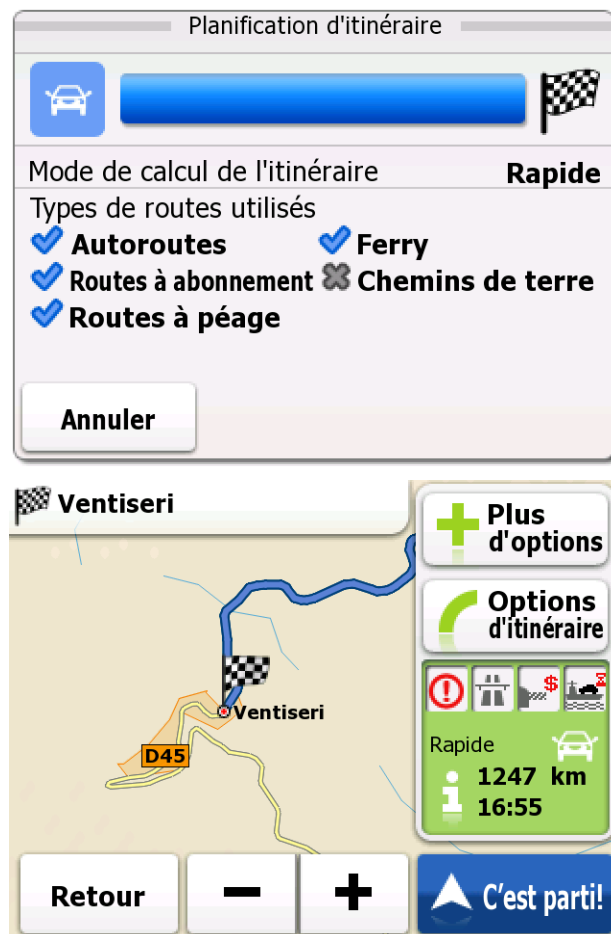 Planification d'itinéraire
Mode de calcul de l'itinéraire Rapide
Types de routes utilisés
Autoroutes Ferry
Routes à abonnement Chemins de terre
Routes à péage
Annuler
Ventiseri
Plus
d'options
Options
d'itinéraire
$
Ventiseri
D45
Rapide
1247 km
16:55
Retour
−
+
C'est parti!